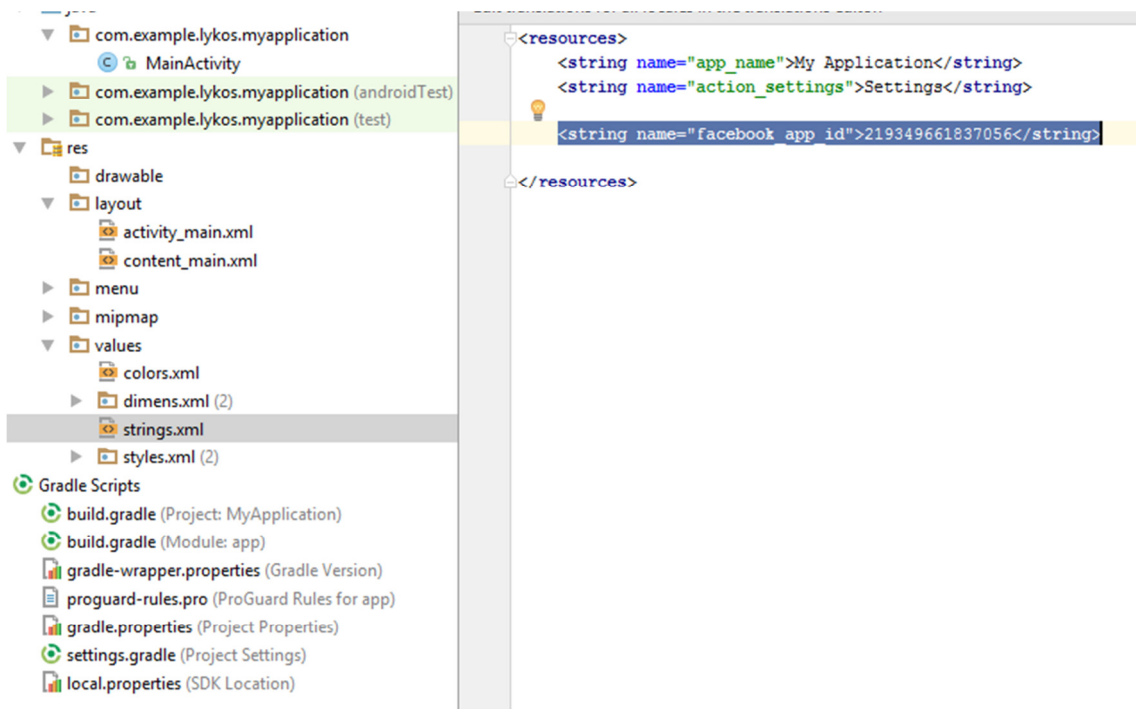 com.example.lykos.myapplication
MainActivity
com.example.lykos.myapplication (androidTest)
com.example.lykos.myapplication (test)
res
drawable
layout
activity_main.xml
content_main.xml
menu
mipmap
values
colors.xml
dimens.xml (2)
strings.xml
styles.xml (2)
Gradle Scripts
build.gradle (Project: MyApplication)
build.gradle (Module: app)
gradle-wrapper.properties (Gradle Version)
proguard-rules.pro (ProGuard Rules for app)
gradle.properties (Project Properties)
settings.gradle (Project Settings)
local.properties (SDK Location)
<resources>
<string name="app_name">My Application</string>
<string name="action_settings">Settings</string>
<string name="facebook_app_id">219349661837056</string>
</resources>